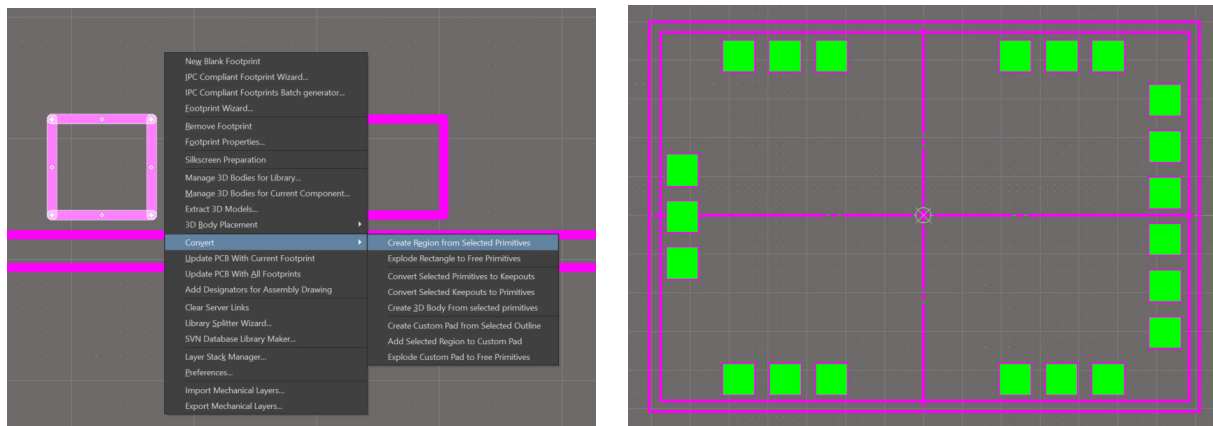 New Blank Footprint
IPC Compliant Footprint Wizard...
IPC Compliant Footprints Batch generator...
Footprint Wizard...
Remove Footprint
Footprint Properties...
Silkscreen Preparation
Manage 3D Bodies for Library...
Manage 3D Bodies for Current Component...
Extract 3D Models...
3D Body Placement
Convert
Update PCB With Current Footprint
Update PCB With All Footprints
Add Designators for Assembly Drawing
Clear Server Links
Library Splitter Wizard...
SVN Database Library Maker...
Layer Stack Manager...
Preferences...
Import Mechanical Layers...
Export Mechanical Layers...
Create Region from Selected Primitives
Explode Rectangle to Free Primitives
Convert Selected Primitives to Keepouts
Convert Selected Keepouts to Primitives
Create 3D Body From selected primitives
Create Custom Pad from Selected Outline
Add Selected Region to Custom Pad
Explode Custom Pad to Free Primitives